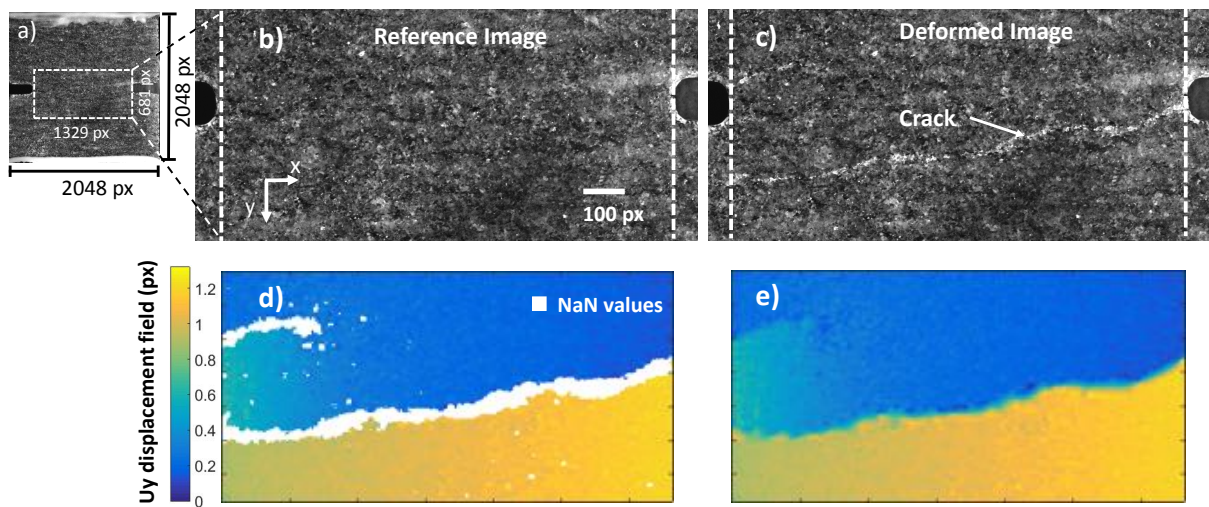 a)
681 px
1329 px
2048 px
2048 px
b)
Reference Image
x
y
100 px
c)
Deformed Image
Crack
Uy displacement field (px)
1.2
1
0.8
0.6
0.4
0.2
0
d)
NaN values
e)